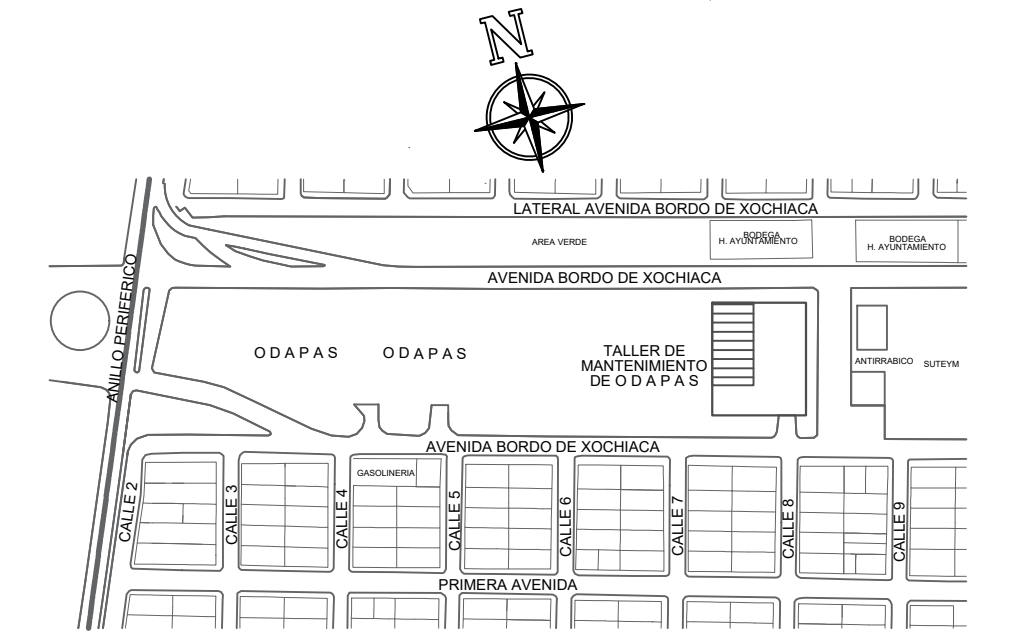 N
LATERAL AVENIDA BORDO DE XOCHIACA
AREA VERDE
BODEGA
H. AYUNTAMIENTO
BODEGA
H. AYUNTAMIENTO
AVENIDA BORDO DE XOCHIACA
ANILLO PERIFERICO
O D A P A S
O D A P A S
TALLER DE
MANTENIMIENTO
DE O D A P A S
ANTIRRABICO
SUTEYM
AVENIDA BORDO DE XOCHIACA
GASOLINERIA
CALLE 2
CALLE 3
CALLE 4
CALLE 5
CALLE 6
CALLE 7
CALLE 8
CALLE 9
PRIMERA AVENIDA